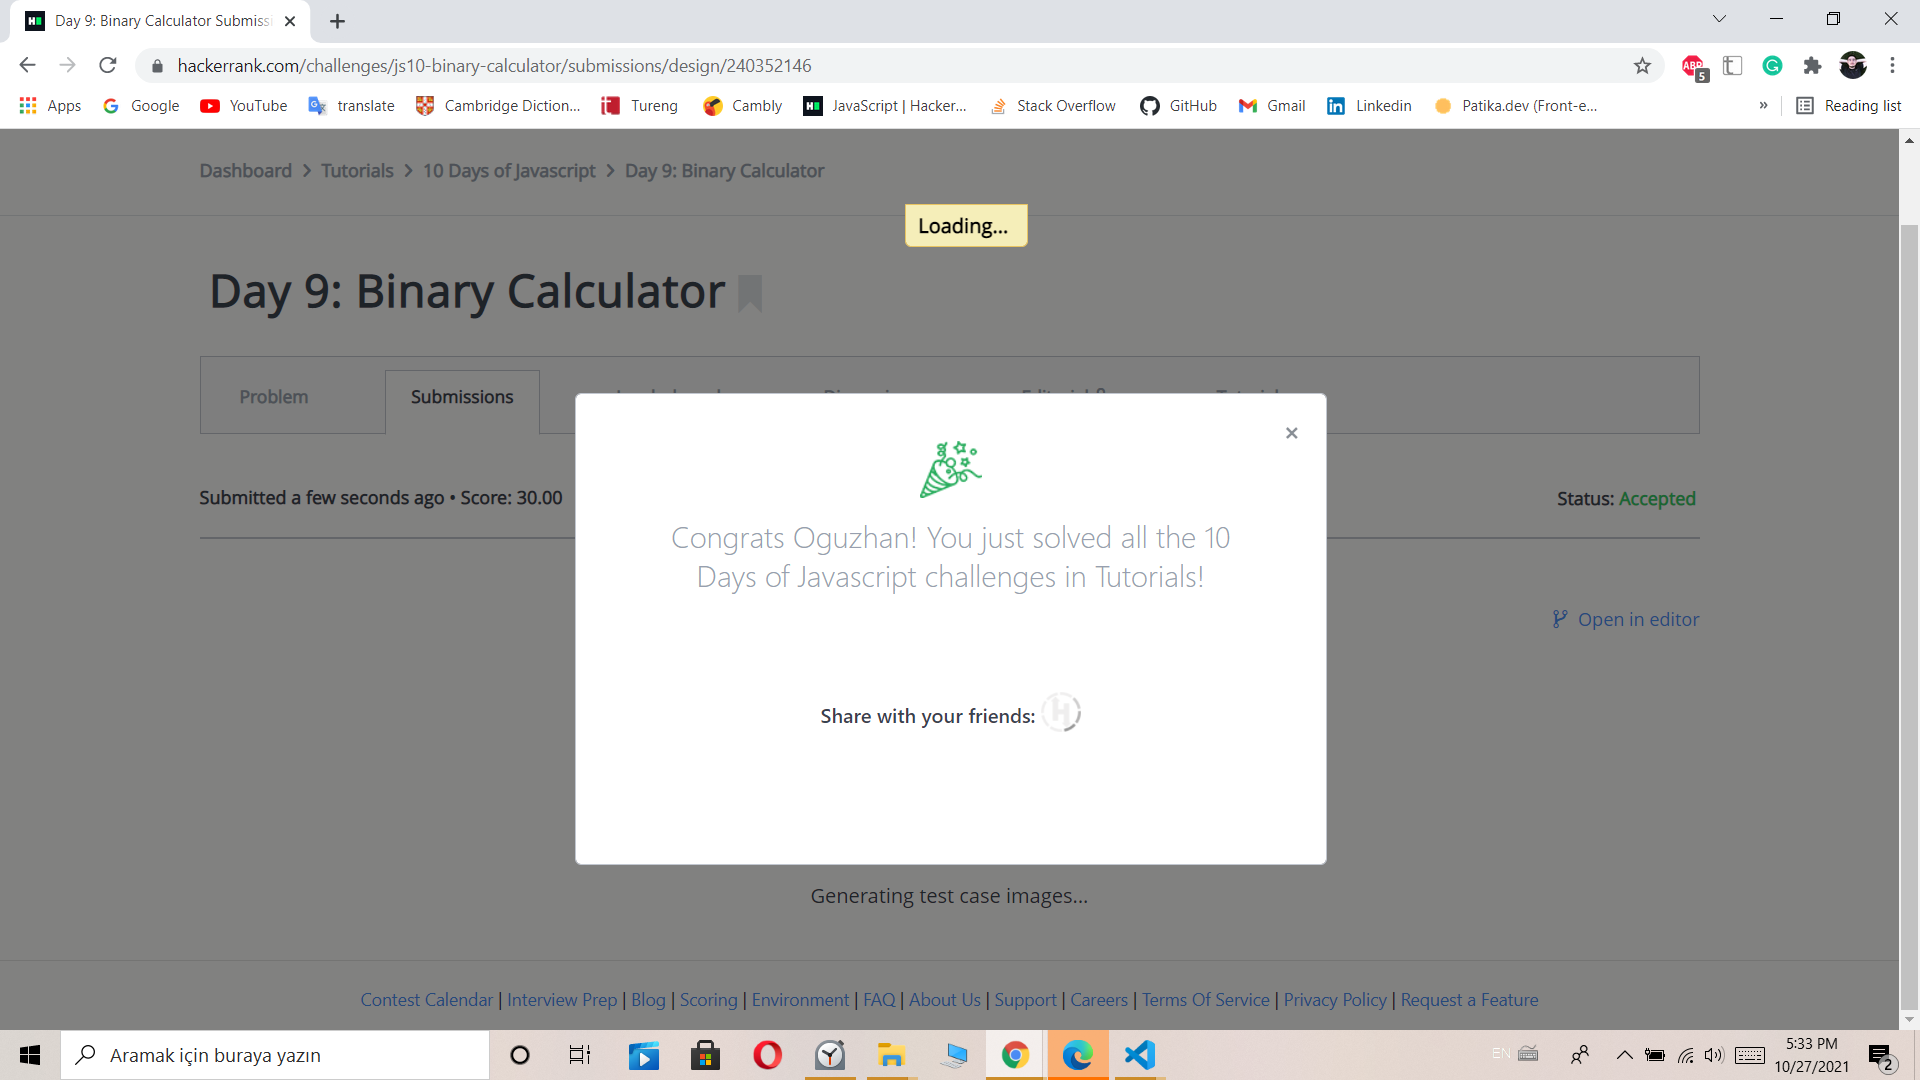 Day 9: Binary Calculator Submiss
hackerrank.com/challenges/js10-binary-calculator/submissions/design/240352146
ABP
5
Apps
Google
YouTube
translate
Cambridge Diction...
Tureng
Cambly
JavaScript | Hacker...
Stack Overflow
GitHub
Gmail
Linkedin
Patika.dev (Front-e...
»
Reading list
Dashboard > Tutorials > 10 Days of Javascript > Day 9: Binary Calculator
Loading...
Day 9: Binary Calculator
Problem
Submissions
Submitted a few seconds ago • Score: 30.00
Status: Accepted
Congrats Oguzhan! You just solved all the 10
Days of Javascript challenges in Tutorials!
Open in editor
Share with your friends:
Generating test case images...
Contest Calendar | Interview Prep | Blog | Scoring | Environment | FAQ | About Us | Support | Careers | Terms Of Service | Privacy Policy | Request a Feature
Aramak için buraya yazın
EN
5:33 PM
10/27/2021
2